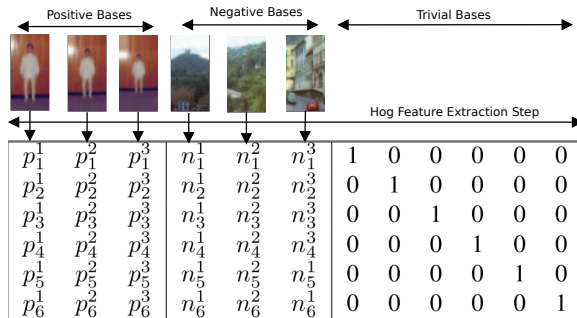 Positive Bases Negative Bases Trivial Bases
Hog Feature Extraction Step
p_1^1 p_1^2 p_1^3 n_1^1 n_1^2 n_1^3 1 0 0 0 0 0
p_2^1 p_2^2 p_2^3 n_2^1 n_2^2 n_2^3 0 1 0 0 0 0
p_3^1 p_3^2 p_3^3 n_3^1 n_3^2 n_3^3 0 0 1 0 0 0
p_4^1 p_4^2 p_4^3 n_4^1 n_4^2 n_4^3 0 0 0 1 0 0
p_5^1 p_5^2 p_5^3 n_5^1 n_5^2 n_5^1 0 0 0 0 1 0
p_6^1 p_6^2 p_6^3 n_6^1 n_6^2 n_6^1 0 0 0 0 0 1